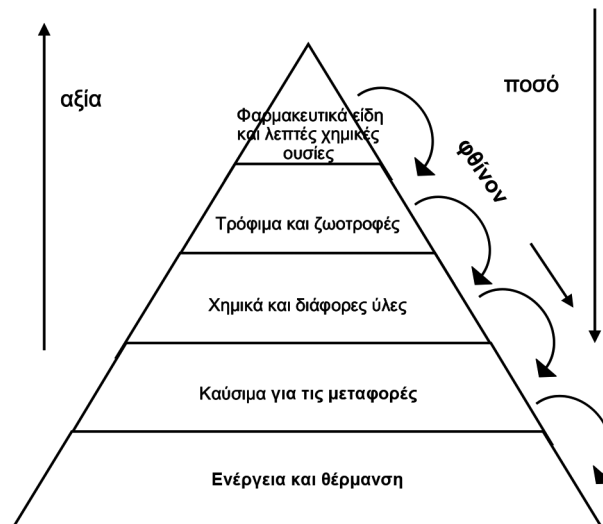 αξία
ποσό
Φαρμακευτικά είδη
και λεπτές χημικές
ουσίες
φθίνον
Τρόφιμα και ζωοτροφές
Χημικά και διάφορες ύλες
Καύσιμα για τις μεταφορές
Ενέργεια και θέρμανση